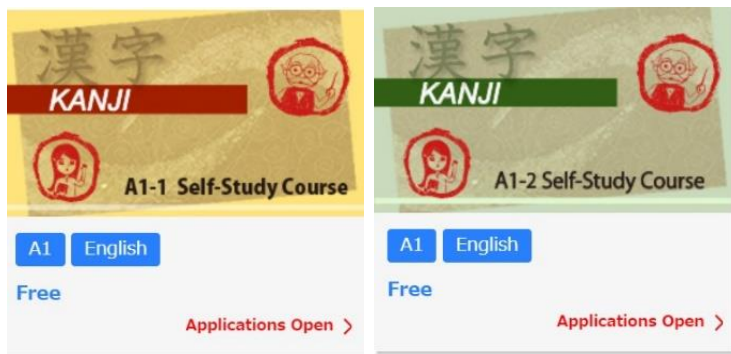 漢字
KANJI
A1-1 Self-Study Course
A1 English
Free
Applications Open
漢字
KANJI
A1-2 Self-Study Course
A1 English
Free
Applications Open